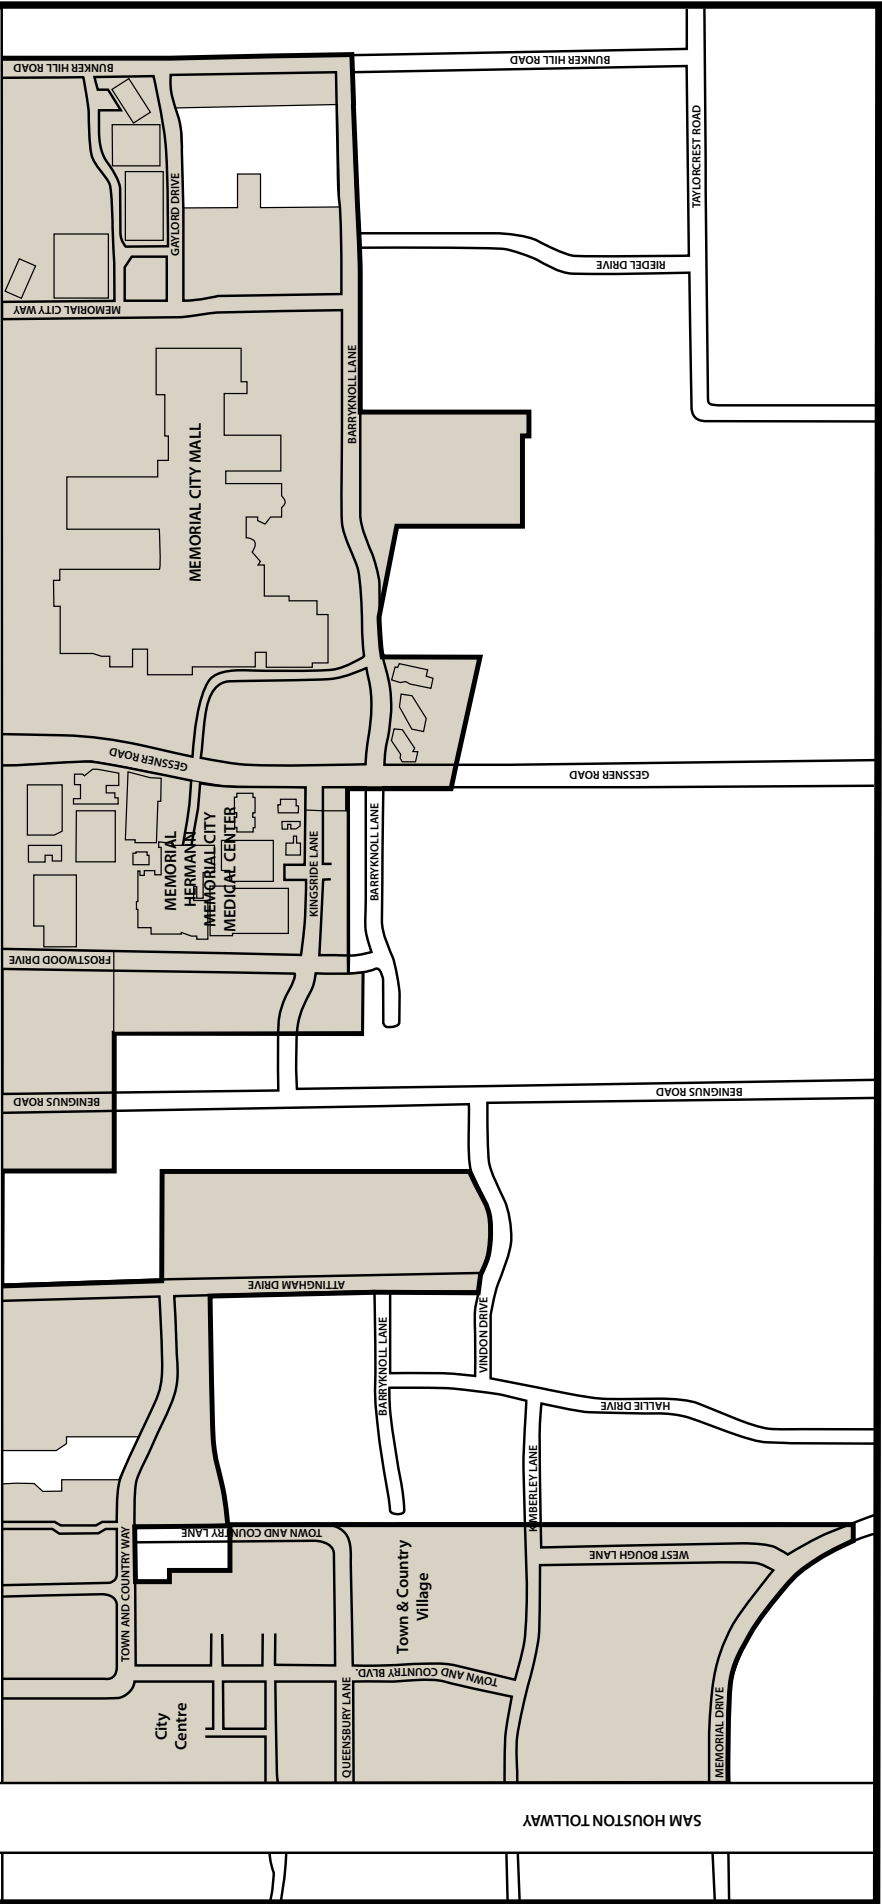 BUNKER HILL ROAD
BUNKER HILL ROAD
TAYLORCREST ROAD
GAYLORD DRIVE
RIEDEL DRIVE
MEMORIAL CITY WAY
BARRYKNOLL LANE
MEMORIAL CITY MALL
GESSNER ROAD
GESSNER ROAD
MEMORIAL
HERMANN
MEMORIAL CITY
MEDICAL CENTER
KINGSRIDE LANE
BARRYKNOLL LANE
FROSTWOOD DRIVE
BENIGNUS ROAD
BENIGNUS ROAD
ATTINGHAM DRIVE
BARRYKNOLL LANE
VINDON DRIVE
HALLIE DRIVE
KIMBERLEY LANE
TOWN AND COUNTRY LANE
TOWN AND COUNTRY WAY
WEST BOUGH LANE
Town & Country
Village
TOWN AND COUNTRY BLVD.
City
Centre
QUEENSBURY LANE
MEMORIAL DRIVE
SAM HOUSTON TOLLWAY